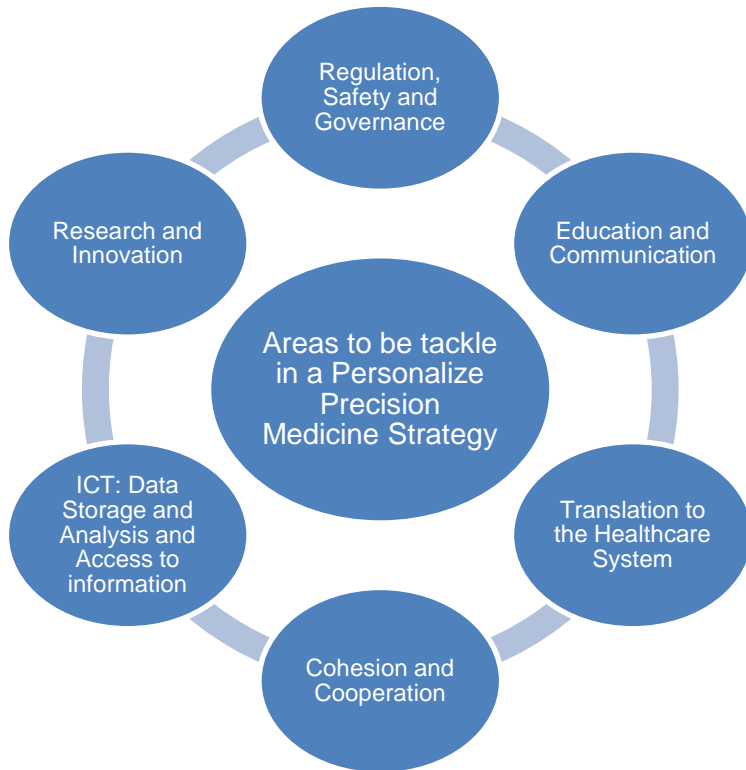 Regulation,
Safety and
Governance
Research and
Innovation
Education and
Communication
Areas to be tackle
in a Personalize
Precision
Medicine Strategy
ICT: Data
Storage and
Analysis and
Access to
information
Translation to
the Healthcare
System
Cohesion and
Cooperation